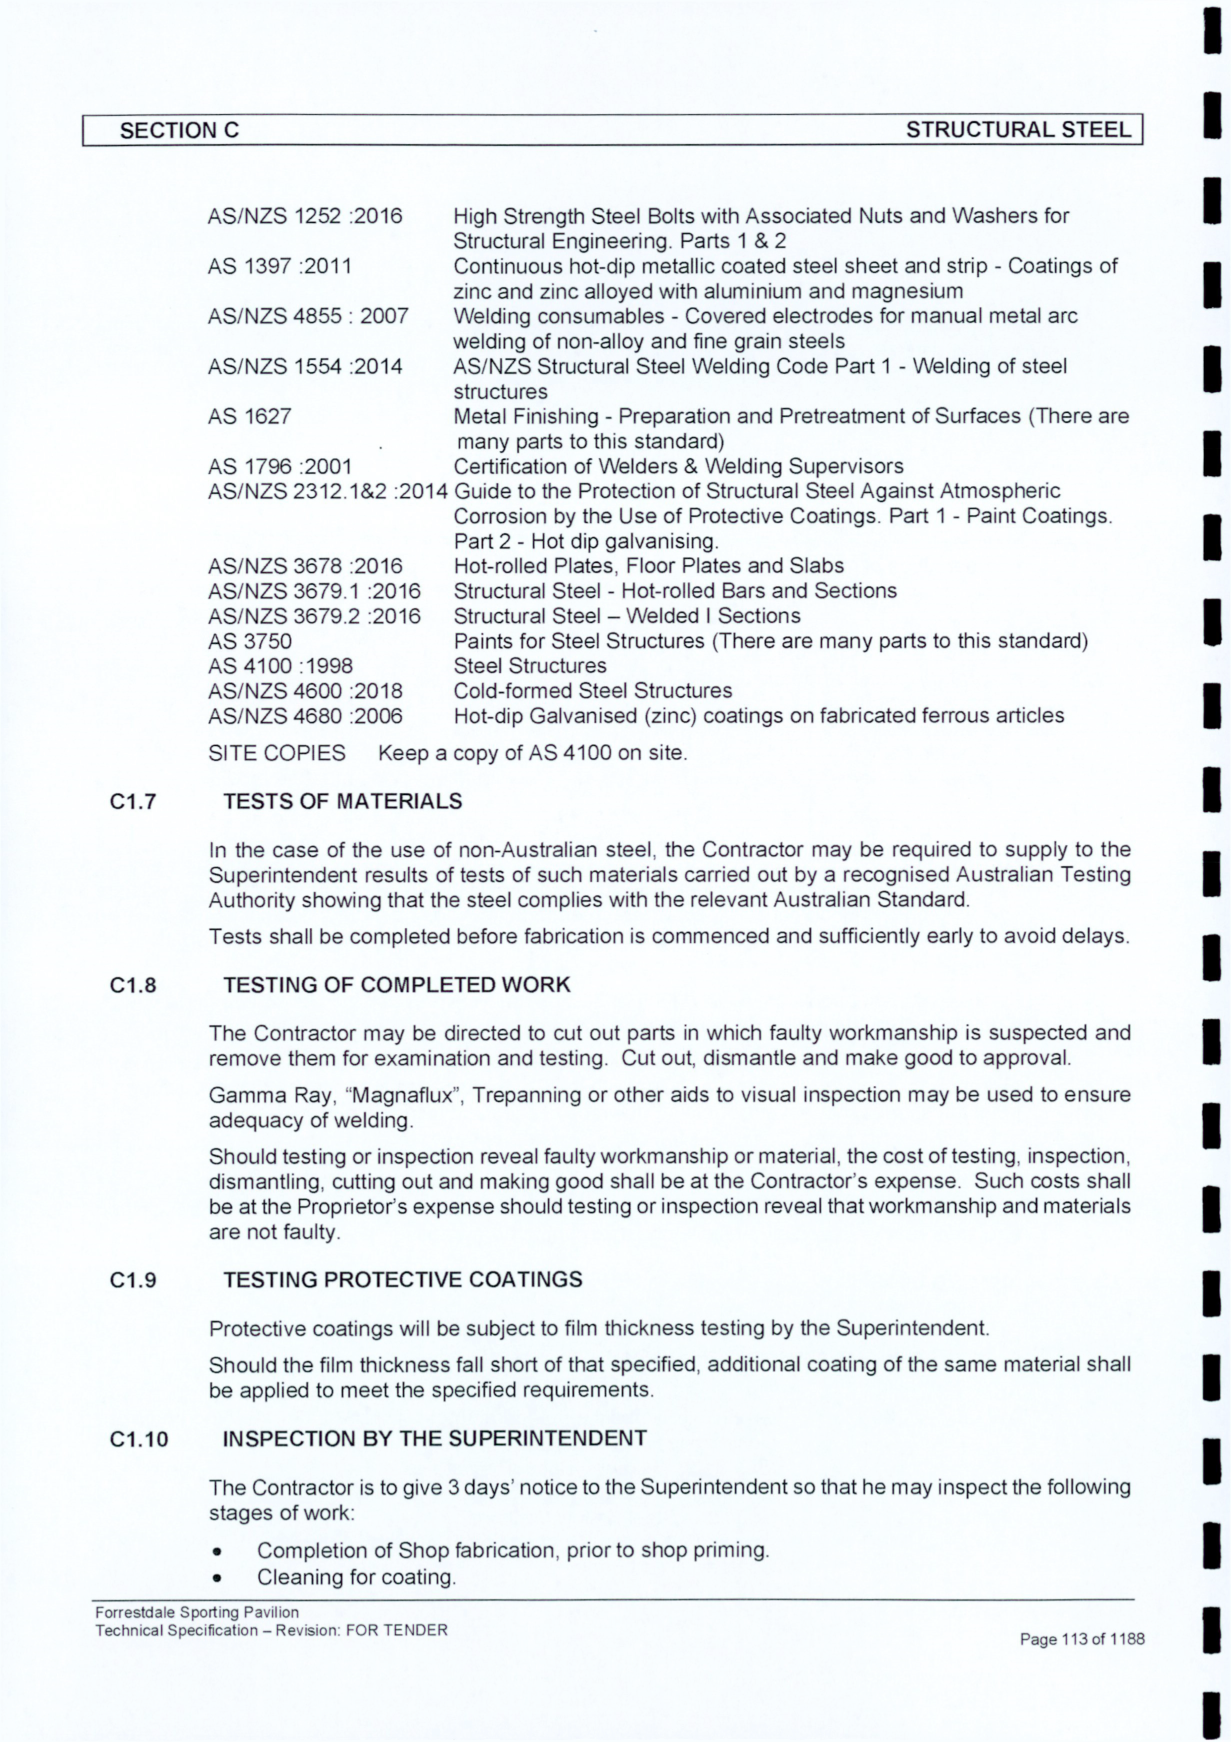 SECTION C STRUCTURAL STEEL
AS/NZS 1252 :2016 High Strength Steel Bolts with Associated Nuts and Washers for
Structural Engineering. Parts 1 & 2
AS 1397 :2011 Continuous hot-dip metallic coated steel sheet and strip - Coatings of
zinc and zinc alloyed with aluminium and magnesium
AS/NZS 4855 : 2007 Welding consumables - Covered electrodes for manual metal arc
welding of non-alloy and fine grain steels
AS/NZS 1554 :2014 AS/NZS Structural Steel Welding Code Part 1 - Welding of steel
structures
AS 1627 Metal Finishing - Preparation and Pretreatment of Surfaces (There are
many parts to this standard)
AS 1796 :2001 Certification of Welders & Welding Supervisors
AS/NZS 2312.1&2 :2014 Guide to the Protection of Structural Steel Against Atmospheric
Corrosion by the Use of Protective Coatings. Part 1 - Paint Coatings.
Part 2 - Hot dip galvanising.
AS/NZS 3678 :2016 Hot-rolled Plates, Floor Plates and Slabs
AS/NZS 3679.1 :2016 Structural Steel - Hot-rolled Bars and Sections
AS/NZS 3679.2 :2016 Structural Steel – Welded I Sections
AS 3750 Paints for Steel Structures (There are many parts to this standard)
AS 4100 :1998 Steel Structures
AS/NZS 4600 :2018 Cold-formed Steel Structures
AS/NZS 4680 :2006 Hot-dip Galvanised (zinc) coatings on fabricated ferrous articles
SITE COPIES Keep a copy of AS 4100 on site.
C1.7 TESTS OF MATERIALS
In the case of the use of non-Australian steel, the Contractor may be required to supply to the
Superintendent results of tests of such materials carried out by a recognised Australian Testing
Authority showing that the steel complies with the relevant Australian Standard.
Tests shall be completed before fabrication is commenced and sufficiently early to avoid delays.
C1.8 TESTING OF COMPLETED WORK
The Contractor may be directed to cut out parts in which faulty workmanship is suspected and
remove them for examination and testing. Cut out, dismantle and make good to approval.
Gamma Ray, “Magnaflux”, Trepanning or other aids to visual inspection may be used to ensure
adequacy of welding.
Should testing or inspection reveal faulty workmanship or material, the cost of testing, inspection,
dismantling, cutting out and making good shall be at the Contractor's expense. Such costs shall
be at the Proprietor's expense should testing or inspection reveal that workmanship and materials
are not faulty.
C1.9 TESTING PROTECTIVE COATINGS
Protective coatings will be subject to film thickness testing by the Superintendent.
Should the film thickness fall short of that specified, additional coating of the same material shall
be applied to meet the specified requirements.
C1.10 INSPECTION BY THE SUPERINTENDENT
The Contractor is to give 3 days' notice to the Superintendent so that he may inspect the following
stages of work:
• Completion of Shop fabrication, prior to shop priming.
• Cleaning for coating.
Forrestdale Sporting Pavilion
Technical Specification – Revision: FOR TENDER
Page 113 of 1188